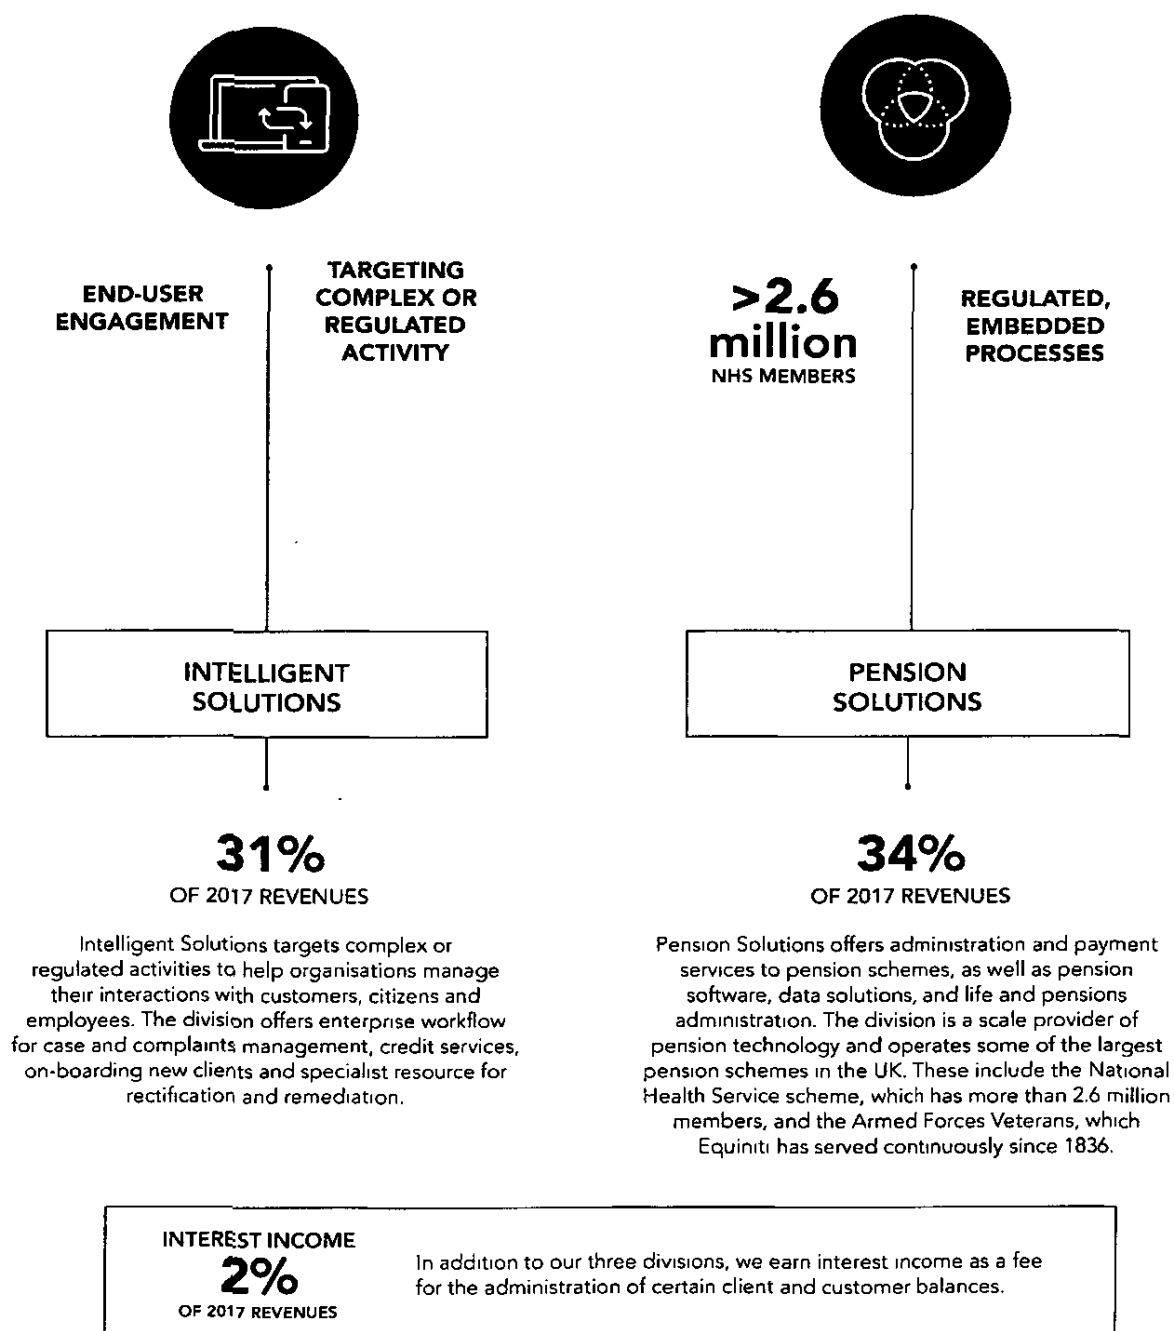 END-USER
ENGAGEMENT
TARGETING
COMPLEX OR
REGULATED
ACTIVITY
INTELLIGENT
SOLUTIONS
31%
OF 2017 REVENUES
Intelligent Solutions targets complex or
regulated activities to help organisations manage
their interactions with customers, citizens and
employees. The division offers enterprise workflow
for case and complaints management, credit services,
on-boarding new clients and specialist resource for
rectification and remediation.
>2.6
million
NHS MEMBERS
REGULATED,
EMBEDDED
PROCESSES
PENSION
SOLUTIONS
34%
OF 2017 REVENUES
Pension Solutions offers administration and payment
services to pension schemes, as well as pension
software, data solutions, and life and pensions
administration. The division is a scale provider of
pension technology and operates some of the largest
pension schemes in the UK. These include the National
Health Service scheme, which has more than 2.6 million
members, and the Armed Forces Veterans, which
Equiniti has served continuously since 1836.
INTEREST INCOME
2%
OF 2017 REVENUES
In addition to our three divisions, we earn interest income as a fee
for the administration of certain client and customer balances.